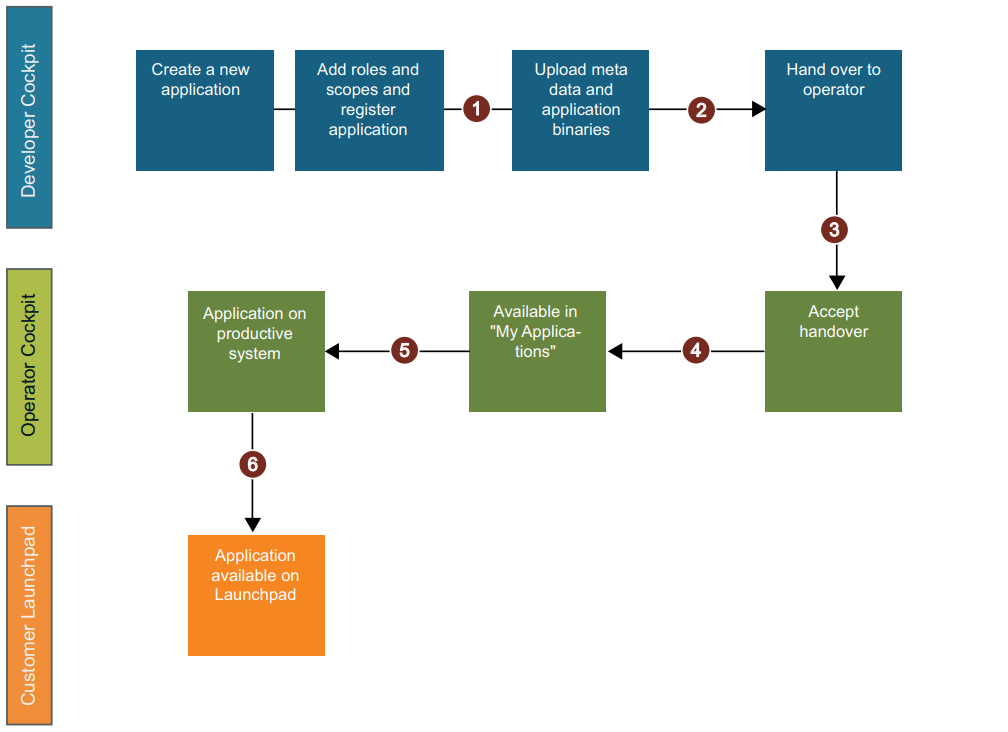 Developer Cockpit
Create a new
application
Add roles and
scopes and
register
application
1
Upload meta
data and
application
binaries
2
Hand over to
operator
3
Operator Cockpit
Application on
productive
system
5
Available in
"My Applica-
tions"
4
Accept
handover
6
Customer Launchpad
Application
available on
Launchpad